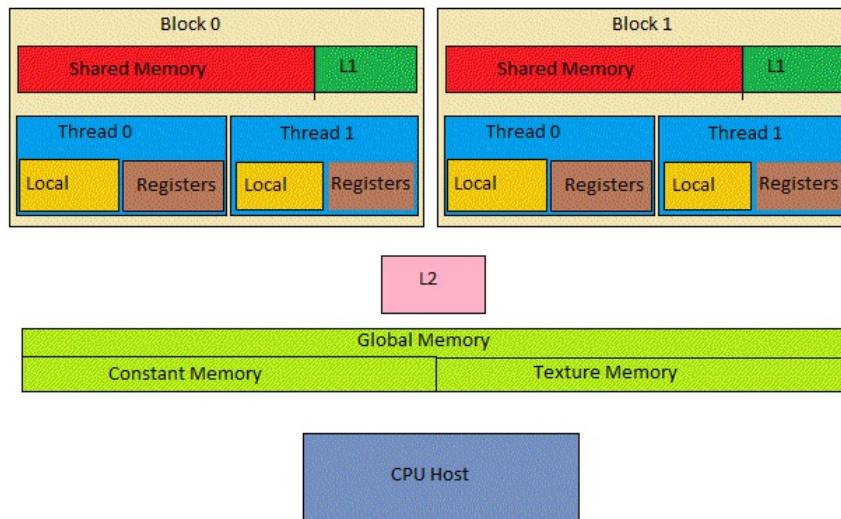 Block 0
Block 1
Shared Memory
L1
Shared Memory
L1
Thread 0
Thread 1
Thread 0
Thread 1
Local
Registers
Local
Registers
Local
Registers
Local
Registers
L2
Global Memory
Constant Memory
Texture Memory
CPU Host